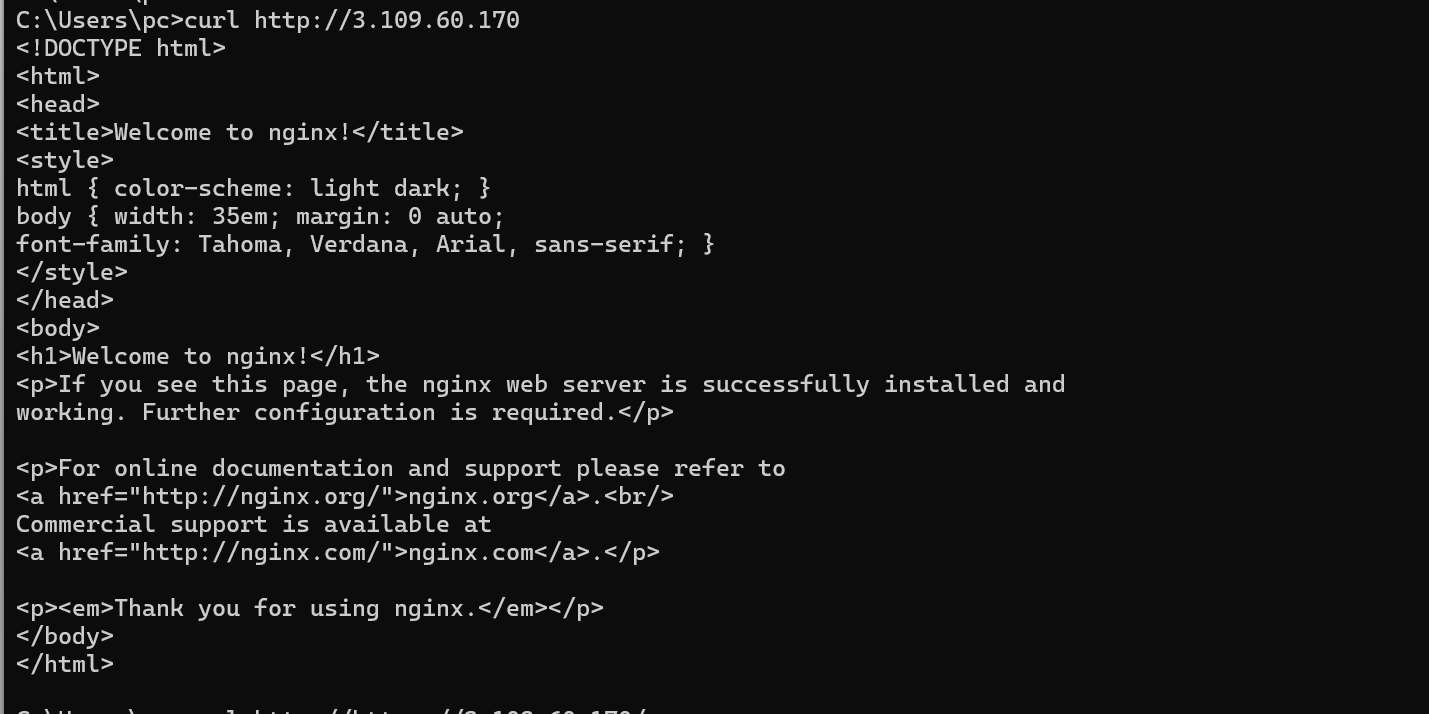 C:\Users\pc>curl http://3.109.60.170
<!DOCTYPE html>
<html>
<head>
<title>Welcome to nginx!</title>
<style>
html { color-scheme: light dark; }
body { width: 35em; margin: 0 auto;
font-family: Tahoma, Verdana, Arial, sans-serif; }
</style>
</head>
<body>
<h1>Welcome to nginx!</h1>
<p>If you see this page, the nginx web server is successfully installed and
working. Further configuration is required.</p>
<p>For online documentation and support please refer to
<a href="http://nginx.org/">nginx.org</a>.<br/>
Commercial support is available at
<a href="http://nginx.com/">nginx.com</a>.</p>
<p><em>Thank you for using nginx.</em></p>
</body>
</html>